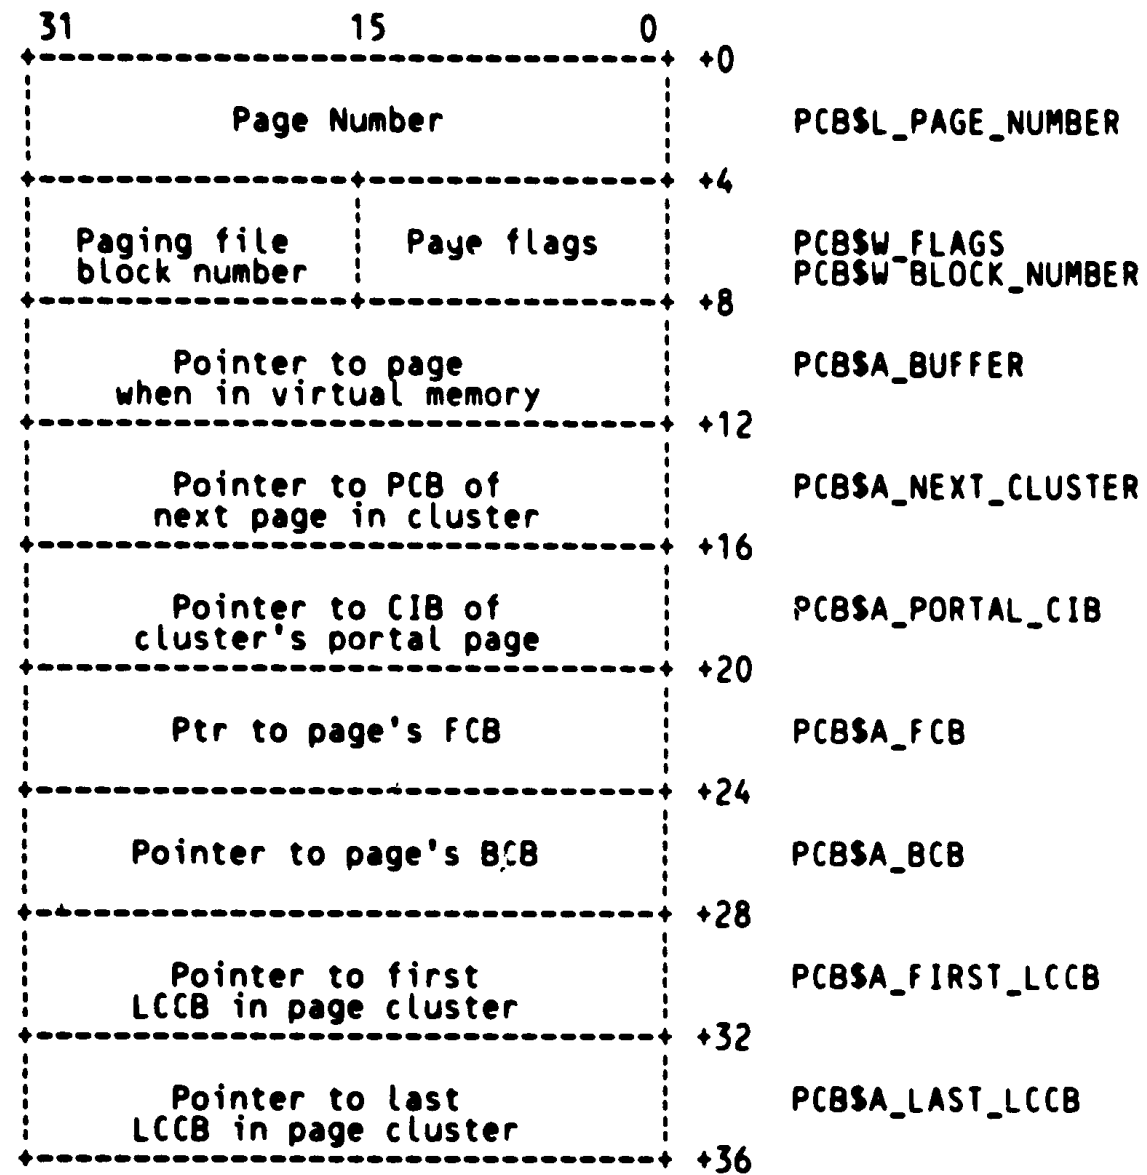 31 15 0
+0
Page Number PCB$L_PAGE_NUMBER
+4
Paging file Paye flags PCB$W_FLAGS
block number PCB$W BLOCK_NUMBER
+8
Pointer to page PCB$A_BUFFER
when in virtual memory
+12
Pointer to PCB of PCB$A_NEXT_CLUSTER
next page in cluster
+16
Pointer to CIB of PCB$A_PORTAL_CIB
cluster's portal page
+20
Ptr to page's FCB PCB$A_FCB
+24
Pointer to page's BCB PCB$A_BCB
+28
Pointer to first PCB$A_FIRST_LCCB
LCCB in page cluster
+32
Pointer to last PCB$A_LAST_LCCB
LCCB in page cluster
+36